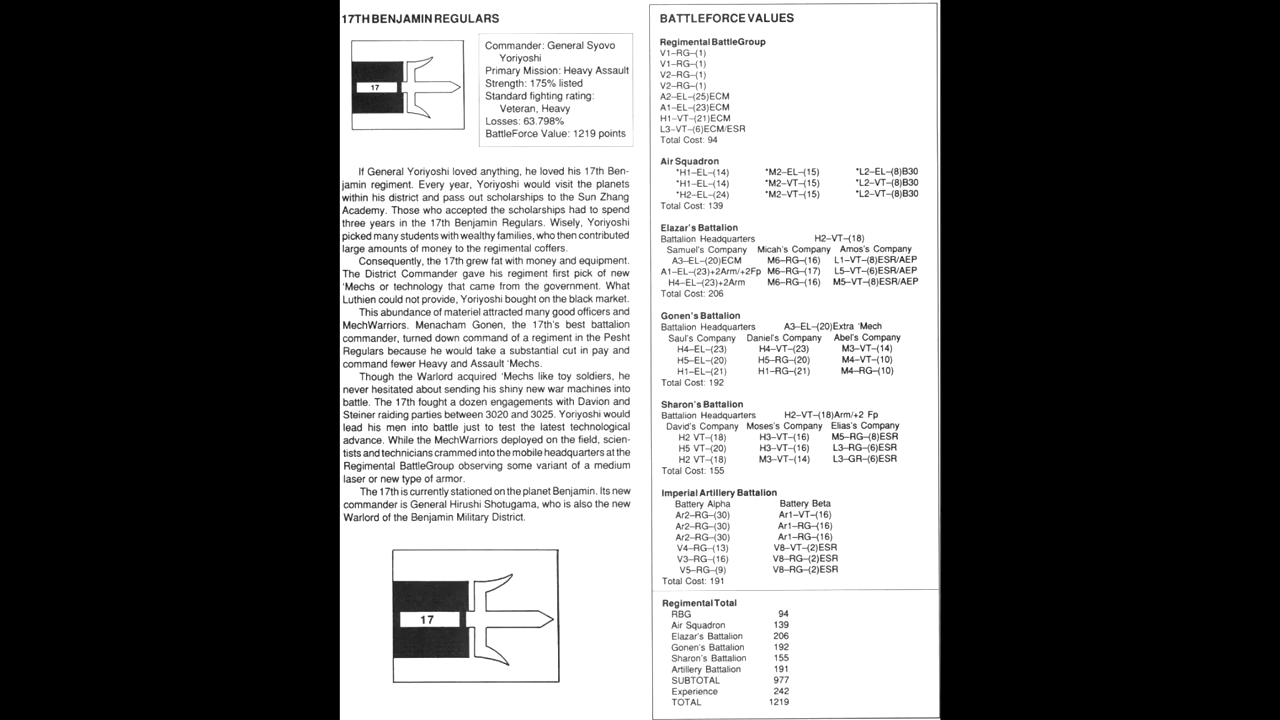 17TH BENJAMIN REGULARS
17
Commander: General Syovo
Yoriyoshi
Primary Mission: Heavy Assault
Strength: 175% listed
Standard fighting rating:
Veteran, Heavy
Losses: 63.798%
BattleForce Value: 1219 points
If General Yoriyoshi loved anything, he loved his 17th Ben-
jamin regiment. Every year, Yoriyoshi would visit the planets
within his district and pass out scholarships to the Sun Zhang
Academy. Those who accepted the scholarships had to spend
three years in the 17th Benjamin Regulars. Wisely, Yoriyoshi
picked many students with wealthy families, who then contributed
large amounts of money to the regimental coffers.
Consequently, the 17th grew fat with money and equipment.
The District Commander gave his regiment first pick of new
'Mechs or technology that came from the government. What
Luthien could not provide, Yoriyoshi bought on the black market.
This abundance of materiel attracted many good officers and
MechWarriors. Menacham Gonen, the 17th's best battalion
commander, turned down command of a regiment in the Pesht
Regulars because he would take a substantial cut in pay and
command fewer Heavy and Assault 'Mechs.
Though the Warlord acquired 'Mechs like toy soldiers, he
never hesitated about sending his shiny new war machines into
battle. The 17th fought a dozen engagements with Davion and
Steiner raiding parties between 3020 and 3025. Yoriyoshi would
lead his men into battle just to test the latest technological
advance. While the MechWarriors deployed on the field, scien-
tists and technicians crammed into the mobile headquarters at the
Regimental BattleGroup observing some variant of a medium
laser or new type of armor.
The 17th is currently stationed on the planet Benjamin. Its new
commander is General Hirushi Shotugama, who is also the new
Warlord of the Benjamin Military District.
17
BATTLEFORCE VALUES
Regimental BattleGroup
V1–RG–(1)
V1–RG–(1)
V2–RG–(1)
V2–RG–(1)
A2–EL–(25)ECM
A1–EL–(23)ECM
H1–VT–(21)ECM
L3–VT–(6)ECM/ESR
Total Cost: 94
Air Squadron
*H1–EL–(14) *M2–EL–(15) *L2–EL–(8)B30
*H1–EL–(14) *M2–VT–(15) *L2–VT–(8)B30
*H2–EL–(24) *M2–VT–(15) *L2–VT–(8)B30
Total Cost: 139
Elazar's Battalion
Battalion Headquarters H2–VT–(18)
Samuel's Company Micah's Company Amos's Company
A3–EL–(20)ECM M6–RG–(16) L1–VT–(8)ESR/AEP
A1–EL–(23)+2Arm/+2Fp M6–RG–(17) L5–VT–(6)ESR/AEP
H4–EL–(23)+2Arm M6–RG–(16) M5–VT–(8)ESR/AEP
Total Cost: 206
Gonen's Battalion
Battalion Headquarters A3–EL–(20)Extra 'Mech
Saul's Company Daniel's Company Abel's Company
H4–EL–(23) H4–VT–(23) M3–VT–(14)
H5–EL–(20) H5–RG–(20) M4–VT–(10)
H1–EL–(21) H1–RG–(21) M4–RG–(10)
Total Cost: 192
Sharon's Battalion
Battalion Headquarters H2–VT–(18)Arm/+2 Fp
David's Company Moses's Company Elias's Company
H2 VT–(18) H3–VT–(16) M5–RG–(8)ESR
H5 VT–(20) H3–VT–(16) L3–RG–(6)ESR
H2 VT–(18) M3–VT–(14) L3–GR–(6)ESR
Total Cost: 155
Imperial Artillery Battalion
Battery Alpha Battery Beta
Ar2–RG–(30) Ar1–VT–(16)
Ar2–RG–(30) Ar1–RG–(16)
Ar2–RG–(30) Ar1–RG–(16)
V4–RG–(13) V8–VT–(2)ESR
V3–RG–(16) V8–RG–(2)ESR
V5–RG–(9) V8–RG–(2)ESR
Total Cost: 191
Regimental Total
RBG 94
Air Squadron 139
Elazar's Battalion 206
Gonen's Battalion 192
Sharon's Battalion 155
Artillery Battalion 191
SUBTOTAL 977
Experience 242
TOTAL 1219